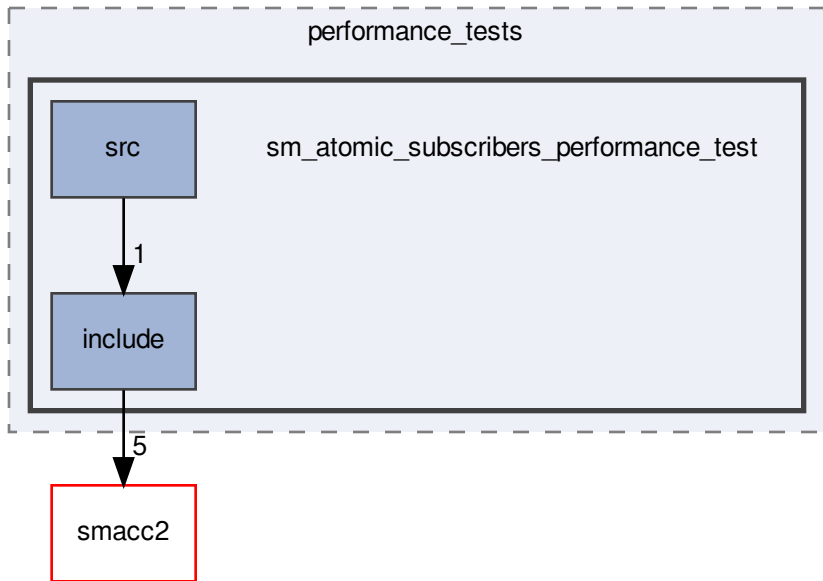 performance_tests
src
sm_atomic_subscribers_performance_test
1
include
5
smacc2